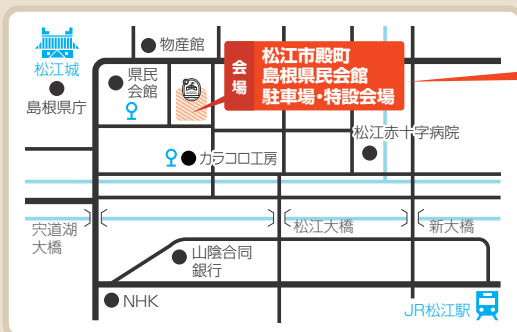 物産館
松江城
島根県庁
県民
会館
会場
松江市殿町
島根県民会館
駐車場・特設会場
松江赤十字病院
カラコロ工房
宍道湖
大橋
松江大橋
新大橋
山陰合同
銀行
NHK
JR松江駅